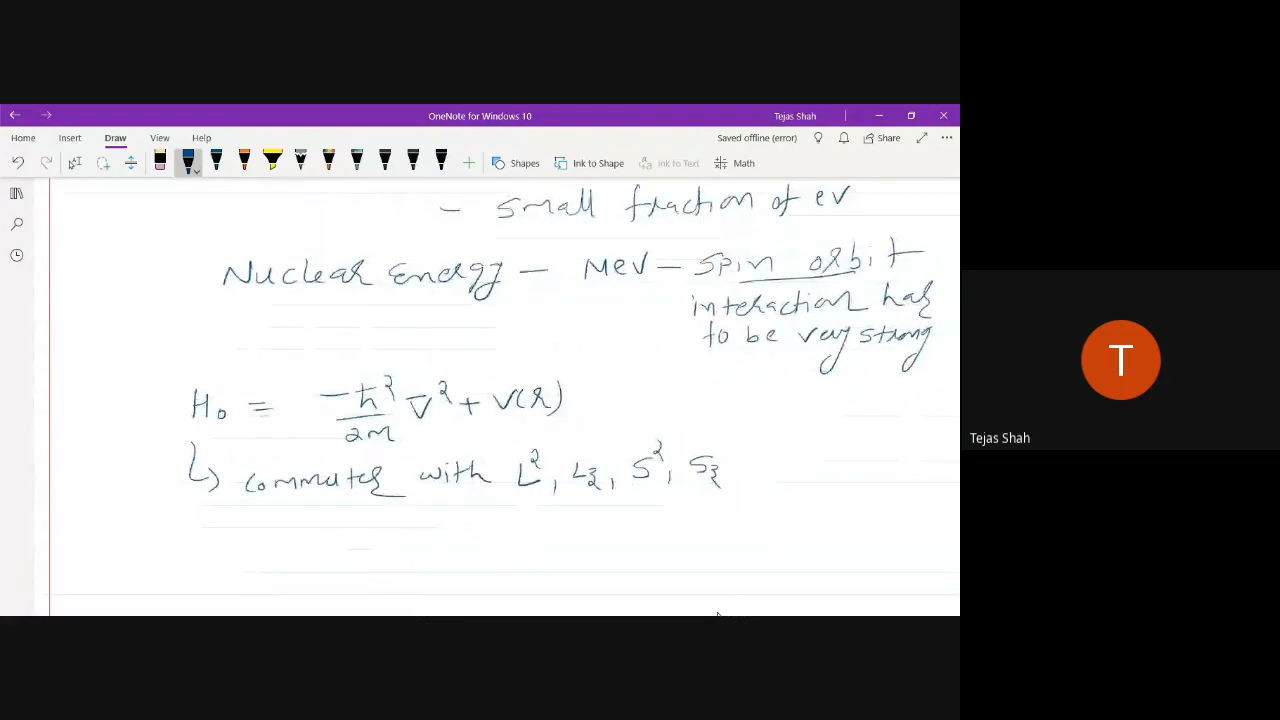 OneNote for Windows 10
Tejas Shah
Home Insert Draw View Help
Saved offline (error)
Share
Shapes Ink to Shape Ink to Text Math
- Small fraction of ev
Nuclear Energy - Mev - Spin orbit
interaction has
to be very strong
H₀ = -ħ²/2m ∇² + V(r)
↳ commutes with L², Lz, S², Sz
T
Tejas Shah